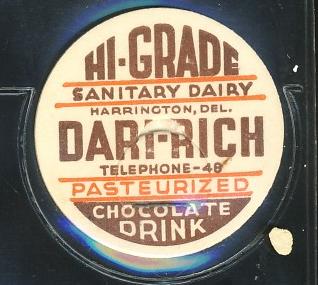 HI-GRADE
SANITARY DAIRY
HARRINGTON, DEL.
DARI-RICH
TELEPHONE-48
PASTEURIZED
CHOCOLATE
DRINK